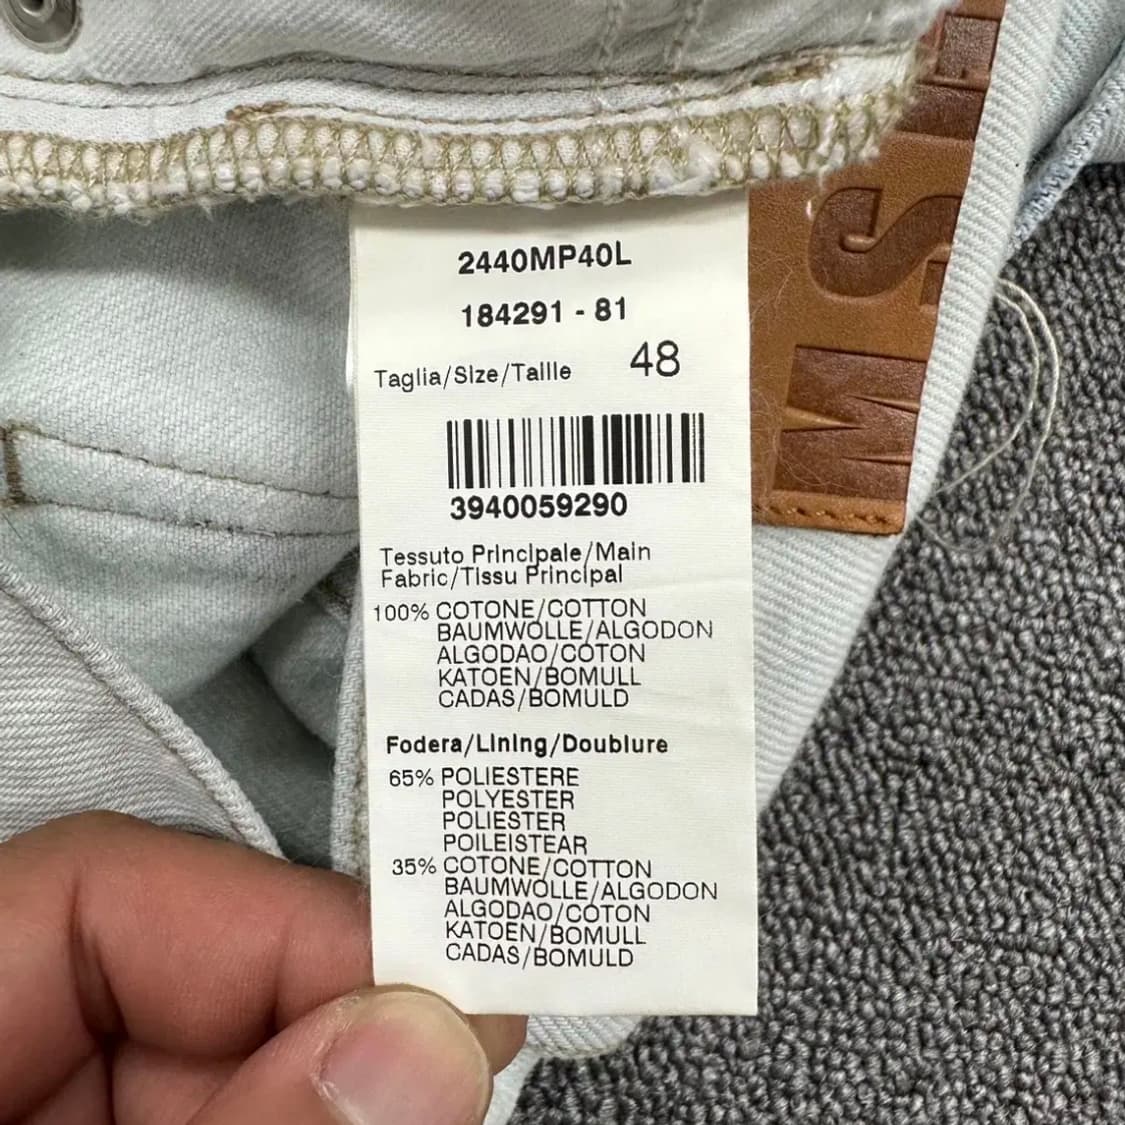 2440MP40L
184291 - 81
Taglia/Size/Taille 48
3940059290
Tessuto Principale/Main
Fabric/Tissu Principal
100% COTONE/COTTON
BAUMWOLLE/ALGODON
ALGODAO/COTON
KATOEN/BOMULL
CADAS/BOMULD
Fodera/Lining/Doublure
65% POLIESTERE
POLYESTER
POLIESTER
POILEISTEAR
35% COTONE/COTTON
BAUMWOLLE/ALGODON
ALGODAO/COTON
KATOEN/BOMULL
CADAS/BOMULD